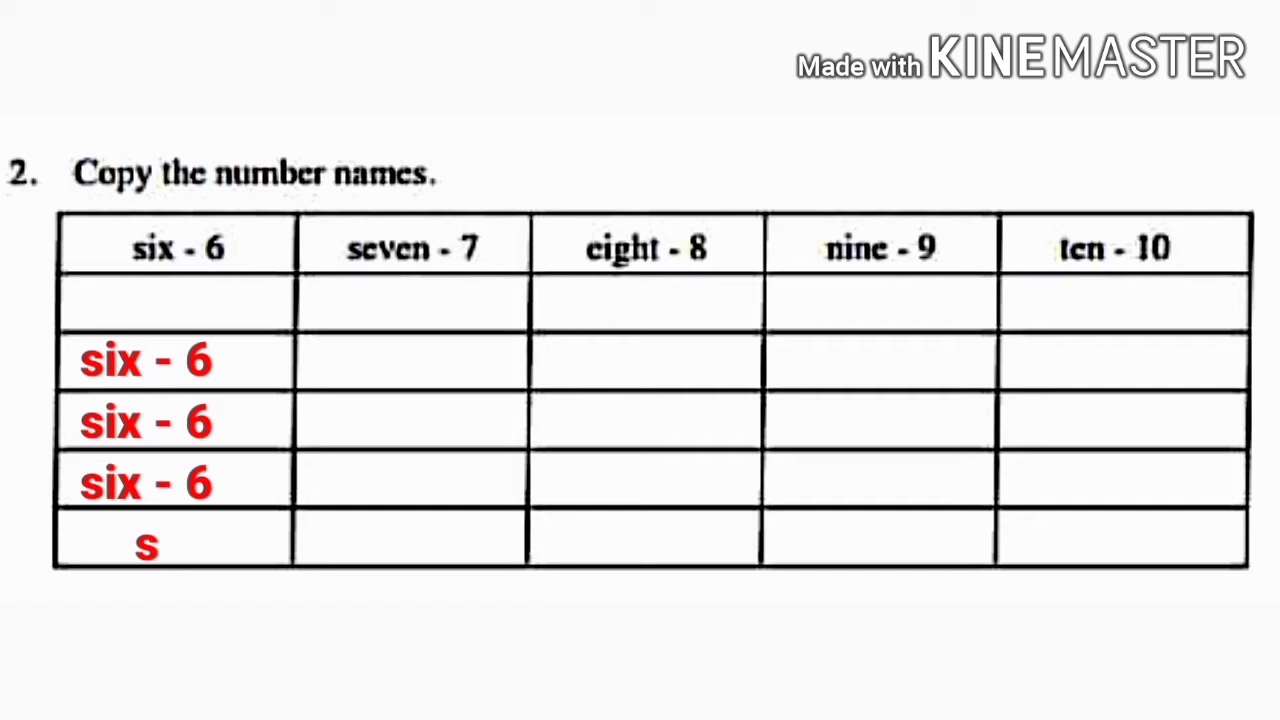 Made with KINEMASTER
2. Copy the number names.
six - 6 seven - 7 eight - 8 nine - 9 ten - 10
six - 6
six - 6
six - 6
s